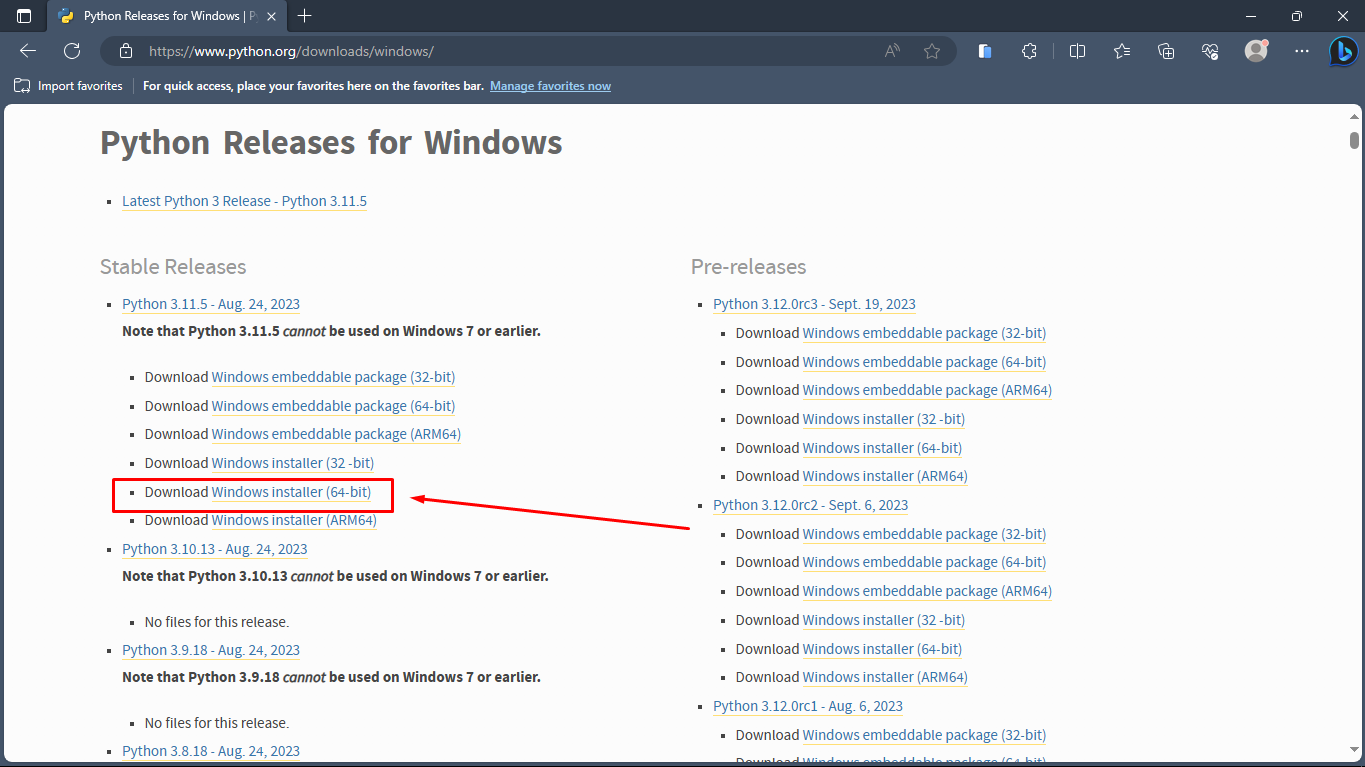 Python Releases for Windows | P
https://www.python.org/downloads/windows/
Import favorites
For quick access, place your favorites here on the favorites bar. Manage favorites now
Python Releases for Windows
Latest Python 3 Release - Python 3.11.5
Stable Releases
Python 3.11.5 - Aug. 24, 2023
Note that Python 3.11.5 cannot be used on Windows 7 or earlier.
Download Windows embeddable package (32-bit)
Download Windows embeddable package (64-bit)
Download Windows embeddable package (ARM64)
Download Windows installer (32 -bit)
Download Windows installer (64-bit)
Download Windows installer (ARM64)
Python 3.10.13 - Aug. 24, 2023
Note that Python 3.10.13 cannot be used on Windows 7 or earlier.
No files for this release.
Python 3.9.18 - Aug. 24, 2023
Note that Python 3.9.18 cannot be used on Windows 7 or earlier.
No files for this release.
Python 3.8.18 - Aug. 24, 2023
Pre-releases
Python 3.12.0rc3 - Sept. 19, 2023
Download Windows embeddable package (32-bit)
Download Windows embeddable package (64-bit)
Download Windows embeddable package (ARM64)
Download Windows installer (32 -bit)
Download Windows installer (64-bit)
Download Windows installer (ARM64)
Python 3.12.0rc2 - Sept. 6, 2023
Download Windows embeddable package (32-bit)
Download Windows embeddable package (64-bit)
Download Windows embeddable package (ARM64)
Download Windows installer (32 -bit)
Download Windows installer (64-bit)
Download Windows installer (ARM64)
Python 3.12.0rc1 - Aug. 6, 2023
Download Windows embeddable package (32-bit)
Download Windows embeddable package (64-bit)